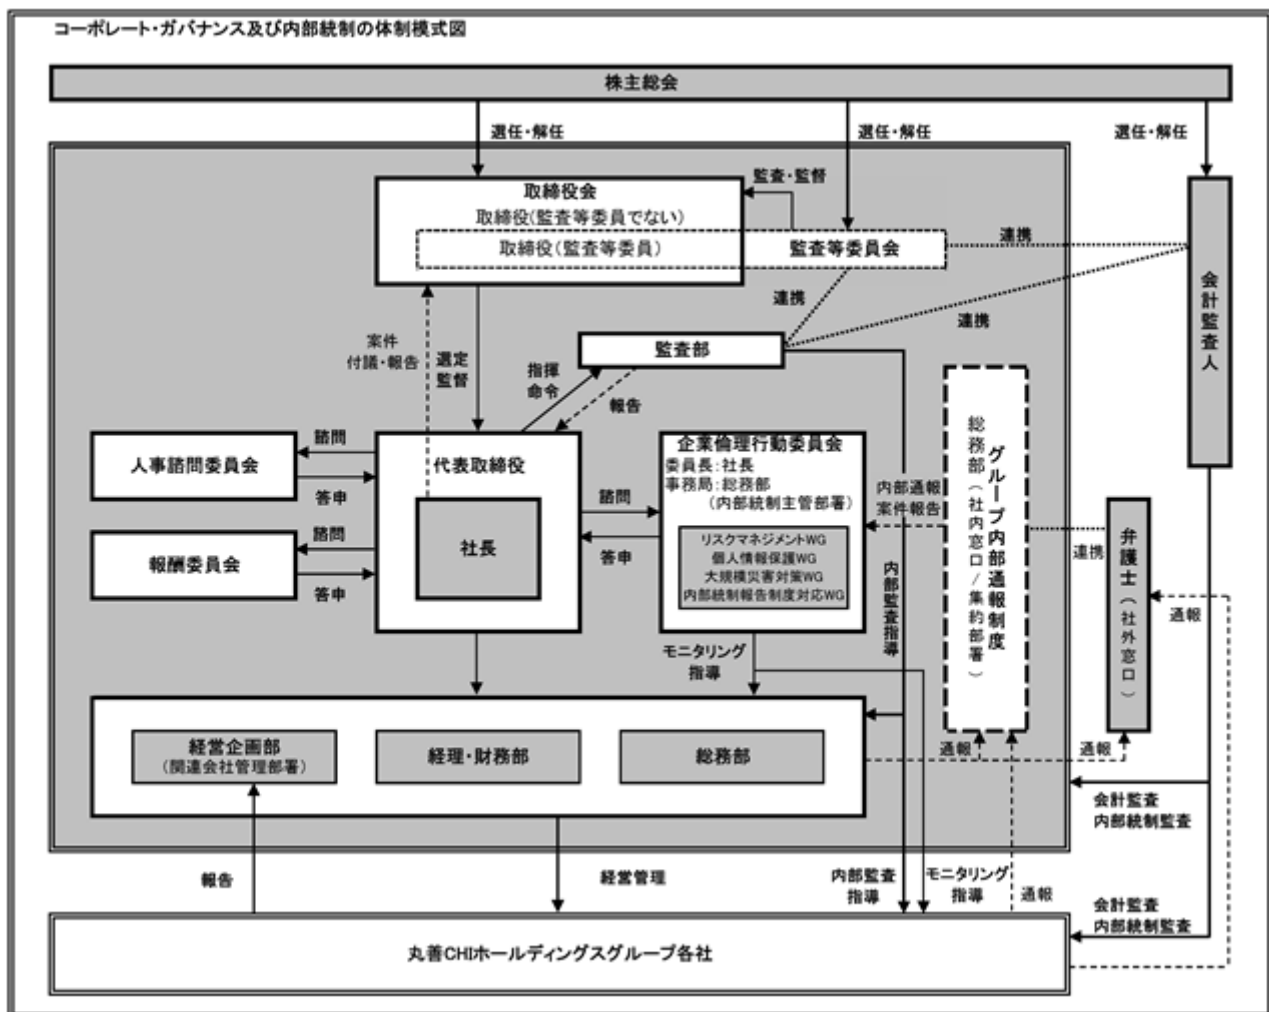 コーポレート・ガバナンス及び内部統制の体制模式図
株主総会
選任・解任
選任・解任
選任・解任
取締役会
取締役(監査等委員でない)
取締役(監査等委員)
監査・監督
監査等委員会
連携
連携
連携
会計監査人
案件
付議・報告
選定
監督
指揮
命令
監査部
報告
人事諮問委員会
諮問
答申
報酬委員会
諮問
答申
代表取締役
社長
諮問
答申
企業倫理行動委員会
委員長:社長
事務局:総務部
(内部統制主管部署)
リスクマネジメントWG
個人情報保護WG
大規模災害対策WG
内部統制報告制度対応WG
内部通報
案件報告
グループ内部通報制度
総務部(社内窓口/集約部署)
連携
弁護士(社外窓口)
通報
内部監査指導
モニタリング
指導
経営企画部
(関連会社管理部署)
経理・財務部
総務部
通報
通報
会計監査
内部統制監査
報告
経営管理
内部監査
指導
モニタリング
指導
通報
会計監査
内部統制監査
丸善CHIホールディングスグループ各社